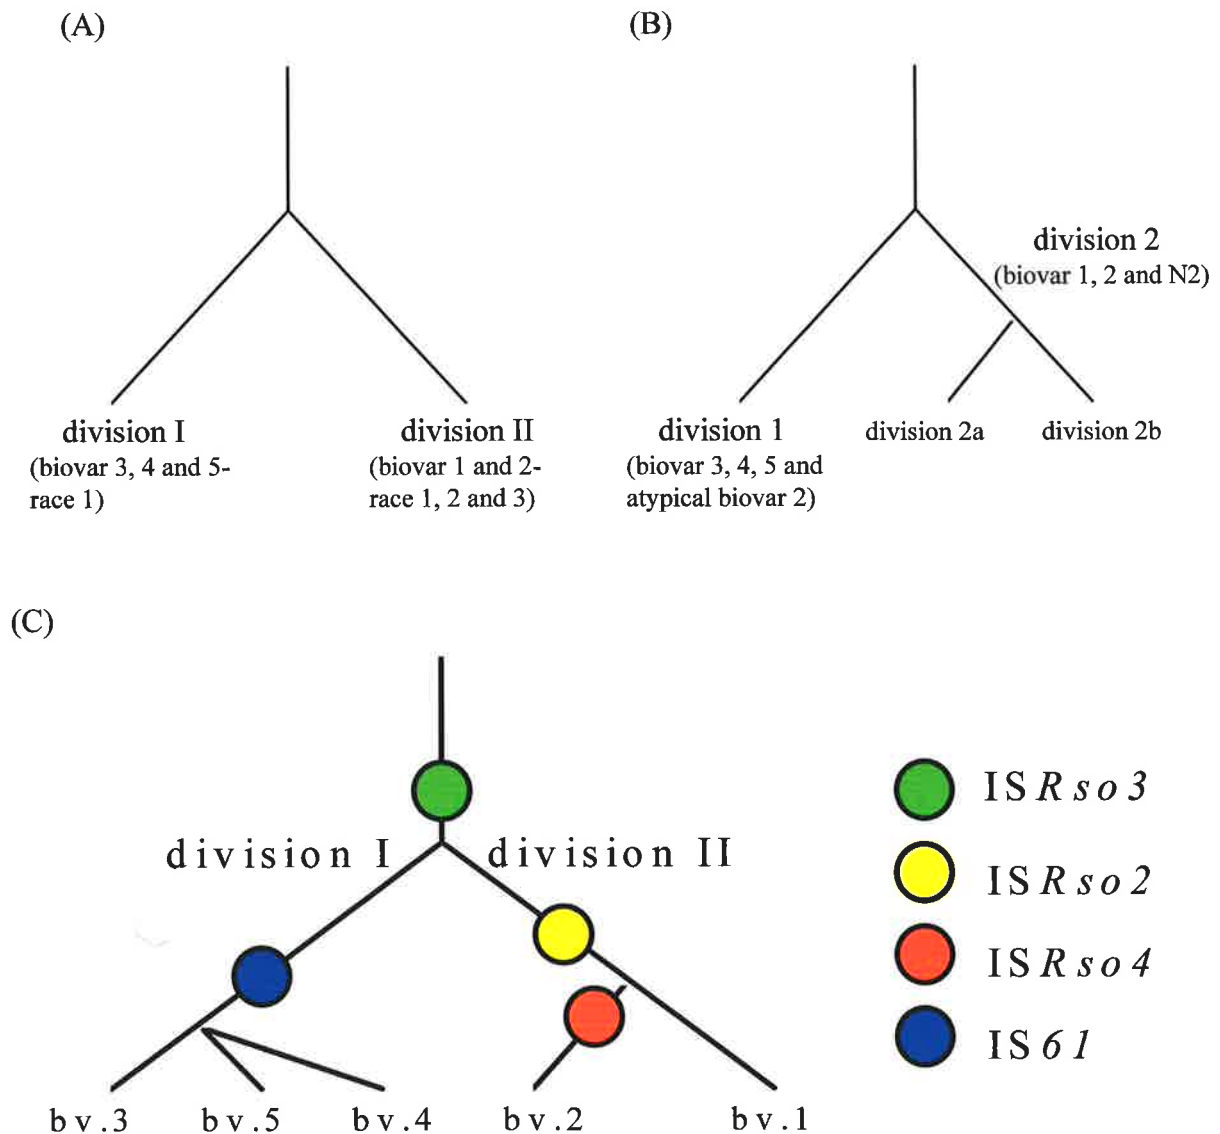 (A)
(B)
division 2
(biovar 1, 2 and N2)
division I
(biovar 3, 4 and 5-
race 1)
division II
(biovar 1 and 2-
race 1, 2 and 3)
division 1
(biovar 3, 4, 5 and
atypical biovar 2)
division 2a
division 2b
(C)
division I
division II
ISRso3
ISRso2
ISRso4
IS61
bv.3
bv.5
bv.4
bv.2
bv.1